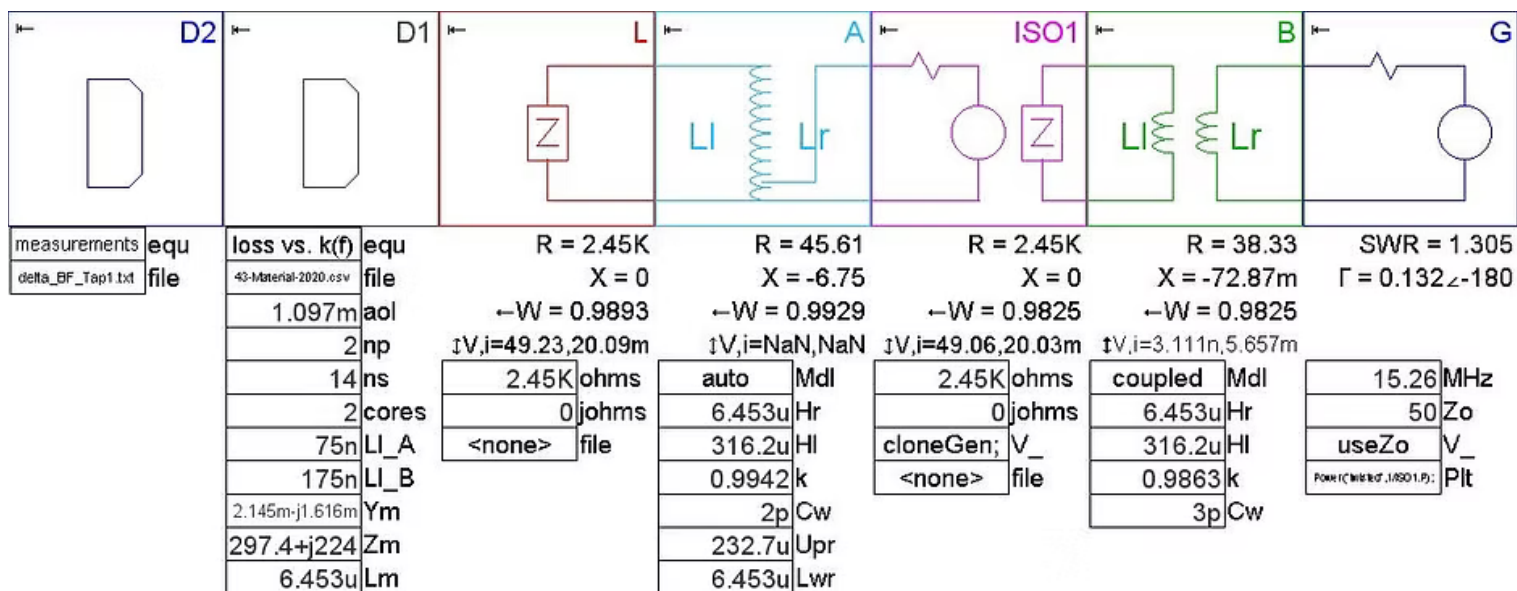 D2 D1 L A ISO1 B G
Z Ll Lr Z Ll Lr
measurements equ loss vs. k(f) equ R = 2.45K R = 45.61 R = 2.45K R = 38.33 SWR = 1.305
delta_BF_Tap1.txt file 43-Material-2020.csv file X = 0 X = -6.75 X = 0 X = -72.87m Γ = 0.132∠-180
1.097m aol ←W = 0.9893 ←W = 0.9929 ←W = 0.9825 ←W = 0.9825
2 np ↕V,i=49.23,20.09m ↕V,i=NaN,NaN ↕V,i=49.06,20.03m ↕V,i=3.111n,5.657m
14 ns 2.45K ohms auto Mdl 2.45K ohms coupled Mdl 15.26 MHz
2 cores 0 johms 6.453u Hr 0 johms 6.453u Hr 50 Zo
75n LI_A <none> file 316.2u Hl cloneGen; V_ 316.2u Hl useZo V_
175n LI_B 0.9942 k <none> file 0.9863 k Plt
2.145m-j1.616m Ym 2p Cw 3p Cw
297.4+j224 Zm 232.7u Upr
6.453u Lm 6.453u Lwr